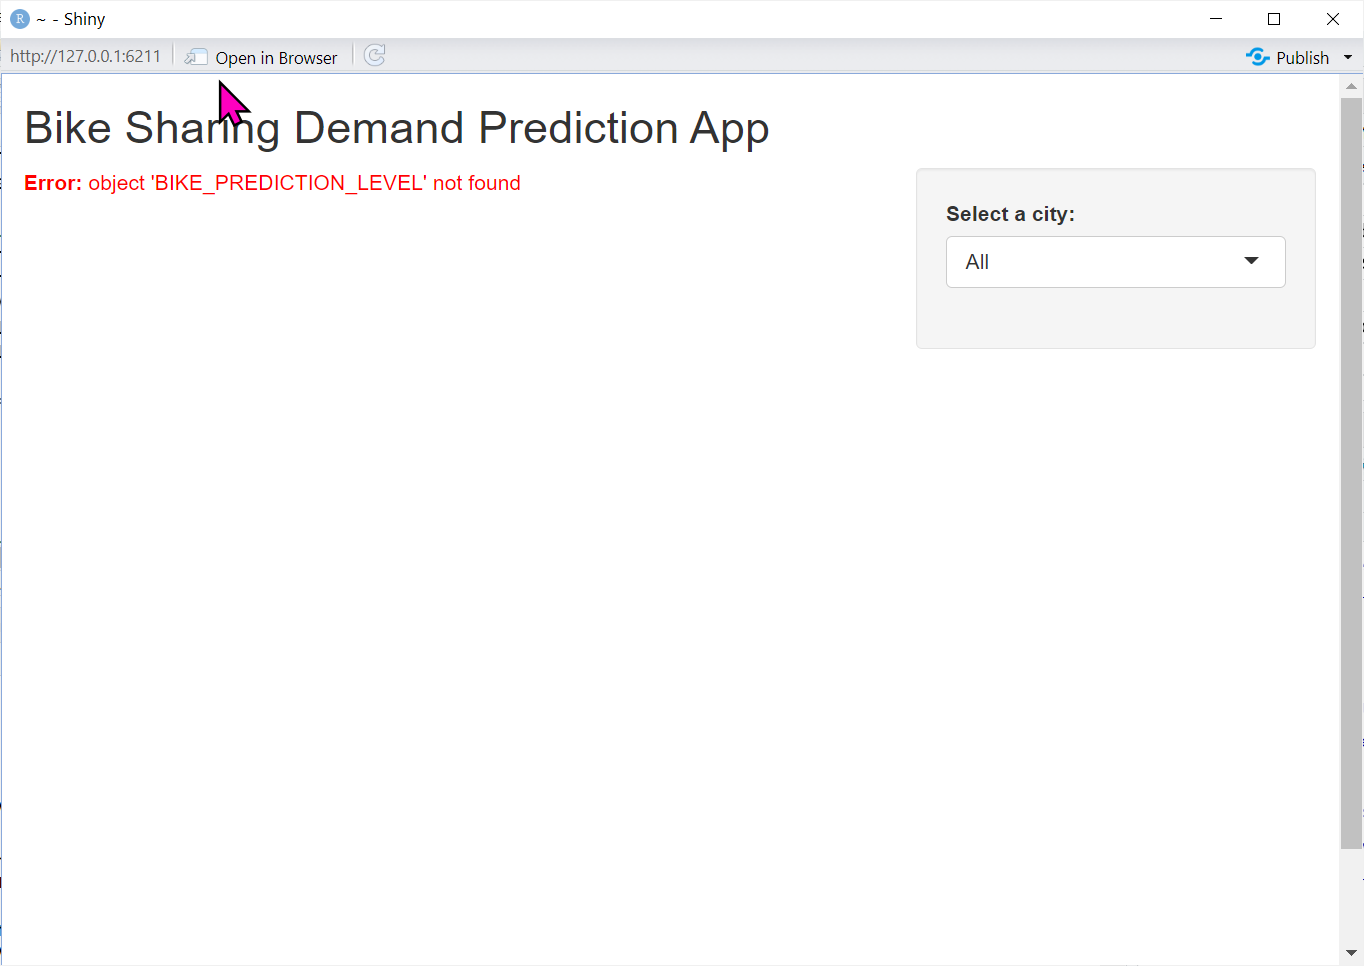 R ~ - Shiny
http://127.0.0.1:6211 Open in Browser Publish
Bike Sharing Demand Prediction App
Error: object 'BIKE_PREDICTION_LEVEL' not found
Select a city:
All